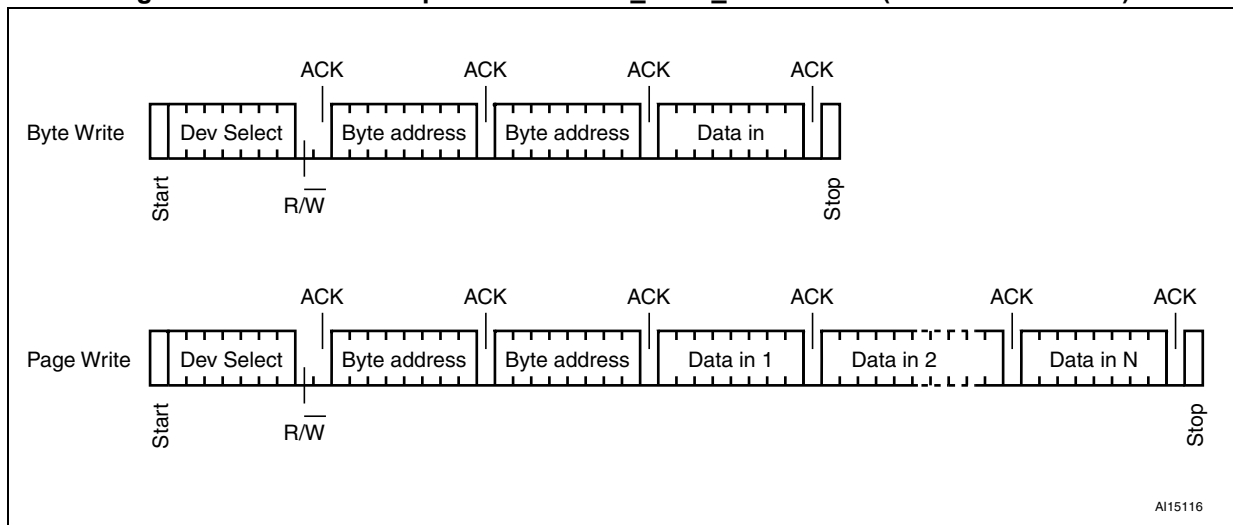 ACK ACK ACK ACK
Byte Write Dev Select Byte address Byte address Data in
Start R/W Stop
ACK ACK ACK ACK ACK ACK
Page Write Dev Select Byte address Byte address Data in 1 Data in 2 Data in N
Start R/W Stop
AI15116